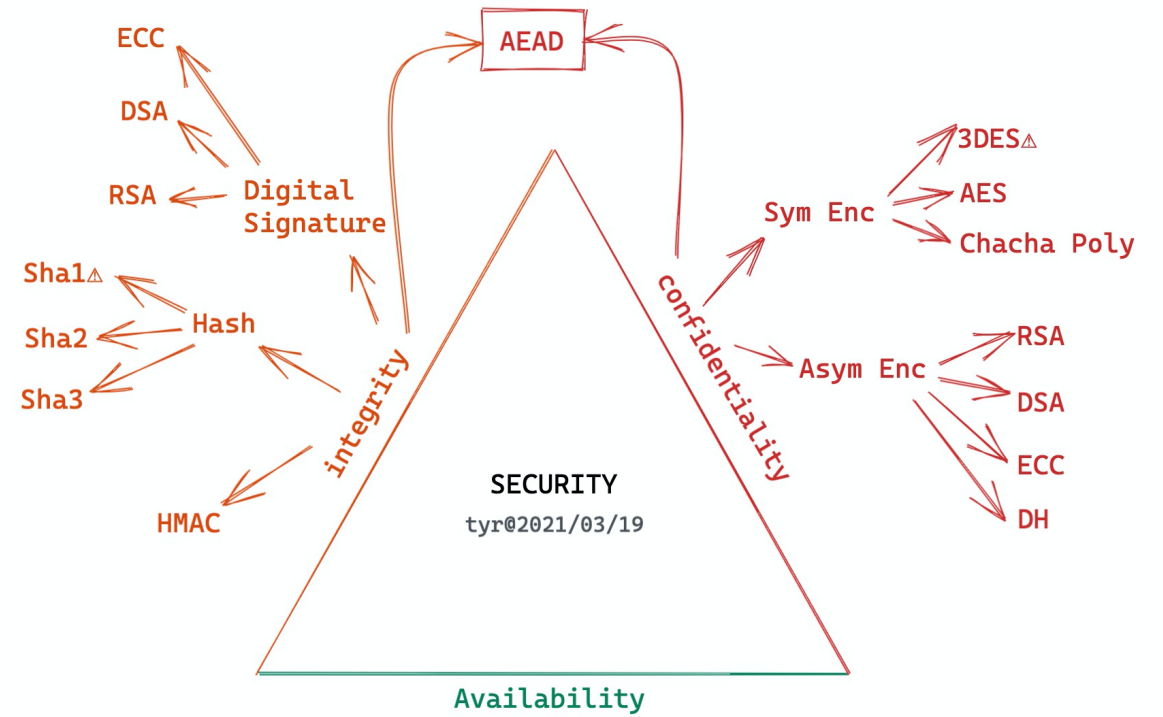 AEAD
ECC
DSA
RSA
Digital
Signature
Sha1⚠
Sha2
Sha3
Hash
HMAC
integrity
confidentiality
Sym Enc
3DES⚠
AES
Chacha Poly
Asym Enc
RSA
DSA
ECC
DH
SECURITY
tyr@2021/03/19
Availability